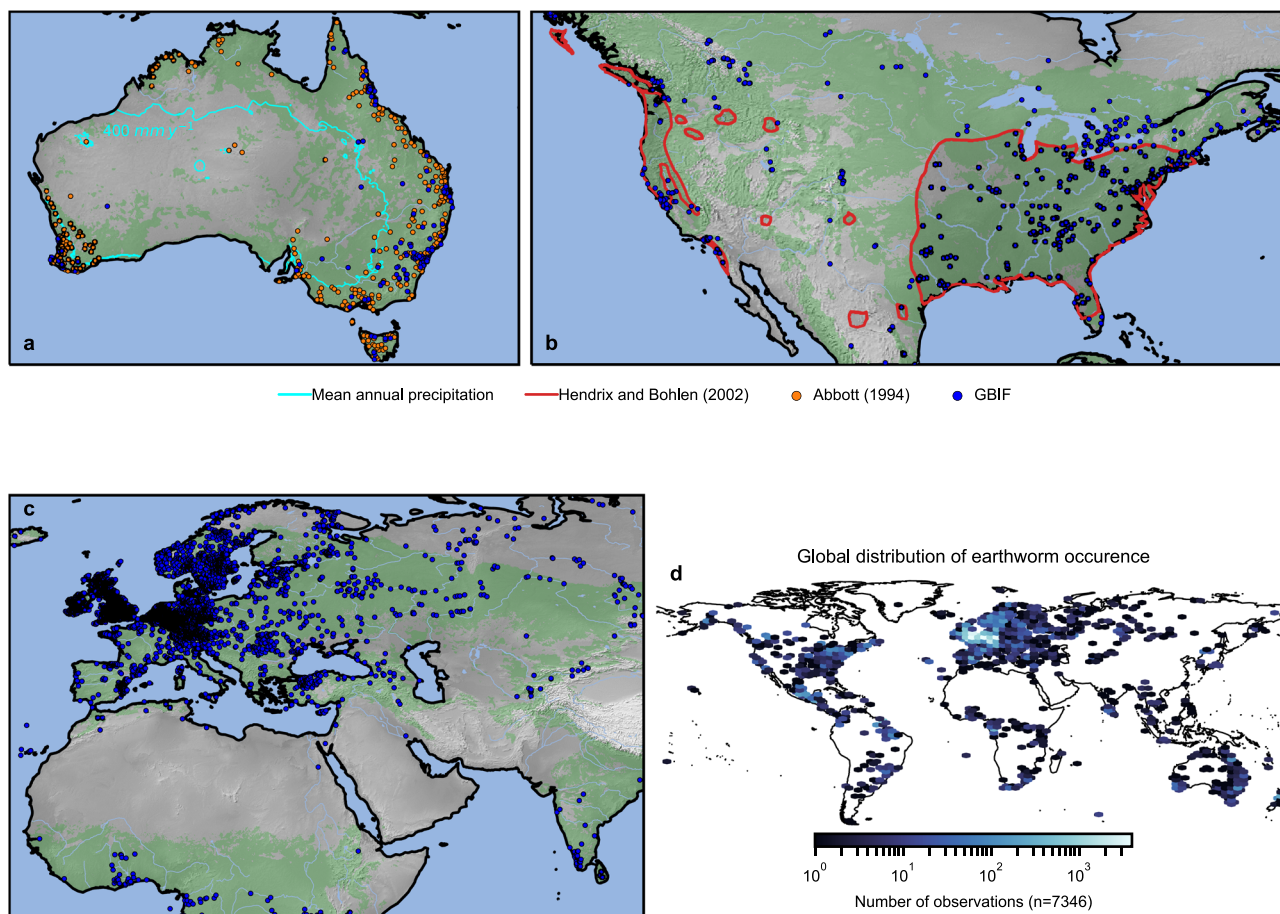 400 mm y⁻¹
a
b
Mean annual precipitation
Hendrix and Bohlen (2002)
Abbott (1994)
GBIF
c
Global distribution of earthworm occurence
d
10⁰ 10¹ 10² 10³
Number of observations (n=7346)